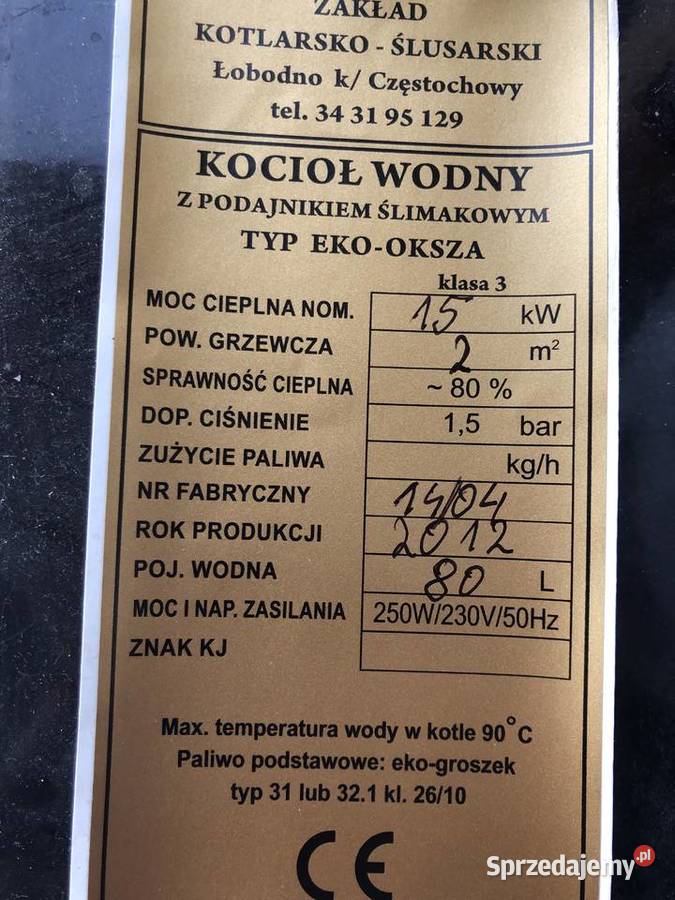 ZAKŁAD
KOTLARSKO - ŚLUSARSKI
Łobodno k/ Częstochowy
tel. 34 31 95 129
KOCIOŁ WODNY
Z PODAJNIKIEM ŚLIMAKOWYM
TYP EKO-OKSZA
klasa 3
MOC CIEPLNA NOM. 15 kW
POW. GRZEWCZA 2 m²
SPRAWNOŚĆ CIEPLNA ~ 80 %
DOP. CIŚNIENIE 1,5 bar
ZUŻYCIE PALIWA kg/h
NR FABRYCZNY 14/04
ROK PRODUKCJI 2012
POJ. WODNA 80 L
MOC I NAP. ZASILANIA 250W/230V/50Hz
ZNAK KJ
Max. temperatura wody w kotle 90°C
Paliwo podstawowe: eko-groszek
typ 31 lub 32.1 kl. 26/10
CE
Sprzedajemy.pl